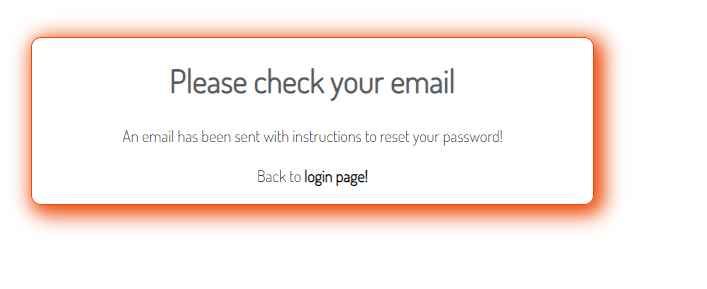 Please check your email
An email has been sent with instructions to reset your password!
Back to login page!